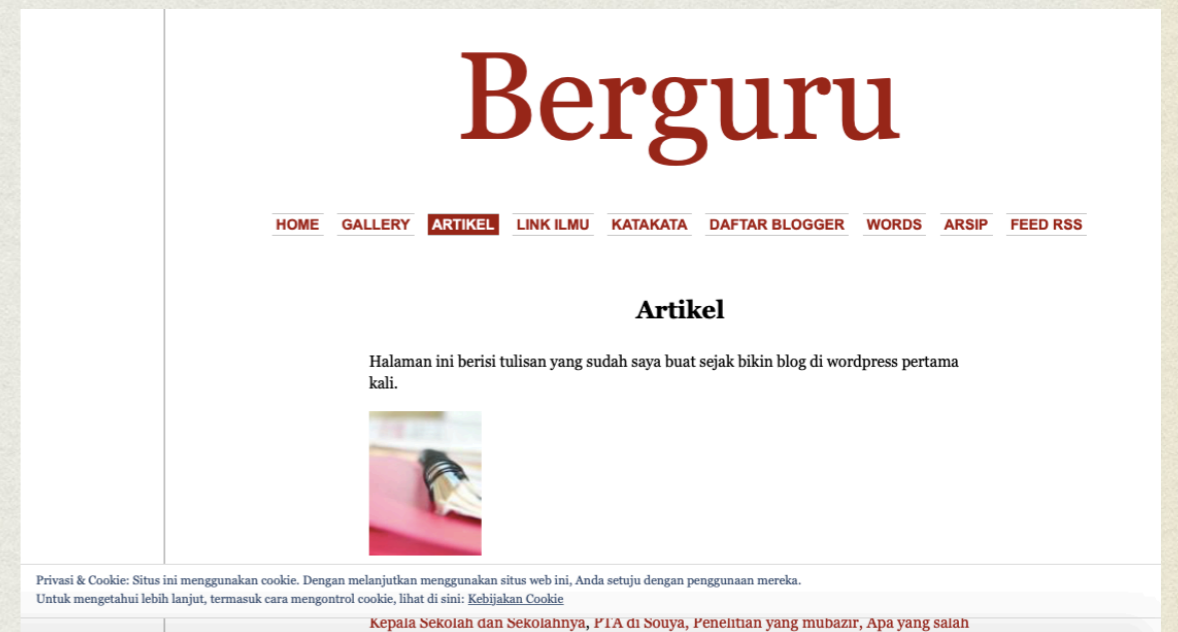 Berguru
HOME GALLERY ARTIKEL LINK ILMU KATAKATA DAFTAR BLOGGER WORDS ARSIP FEED RSS
Artikel
Halaman ini berisi tulisan yang sudah saya buat sejak bikin blog di wordpress pertama
kali.
Privasi & Cookie: Situs ini menggunakan cookie. Dengan melanjutkan menggunakan situs web ini, Anda setuju dengan penggunaan mereka.
Untuk mengetahui lebih lanjut, termasuk cara mengontrol cookie, lihat di sini: Kebijakan Cookie
Kepala Sekolah dan Sekolahnya, PTA di Souya, Penelitian yang mubazir, Apa yang salah